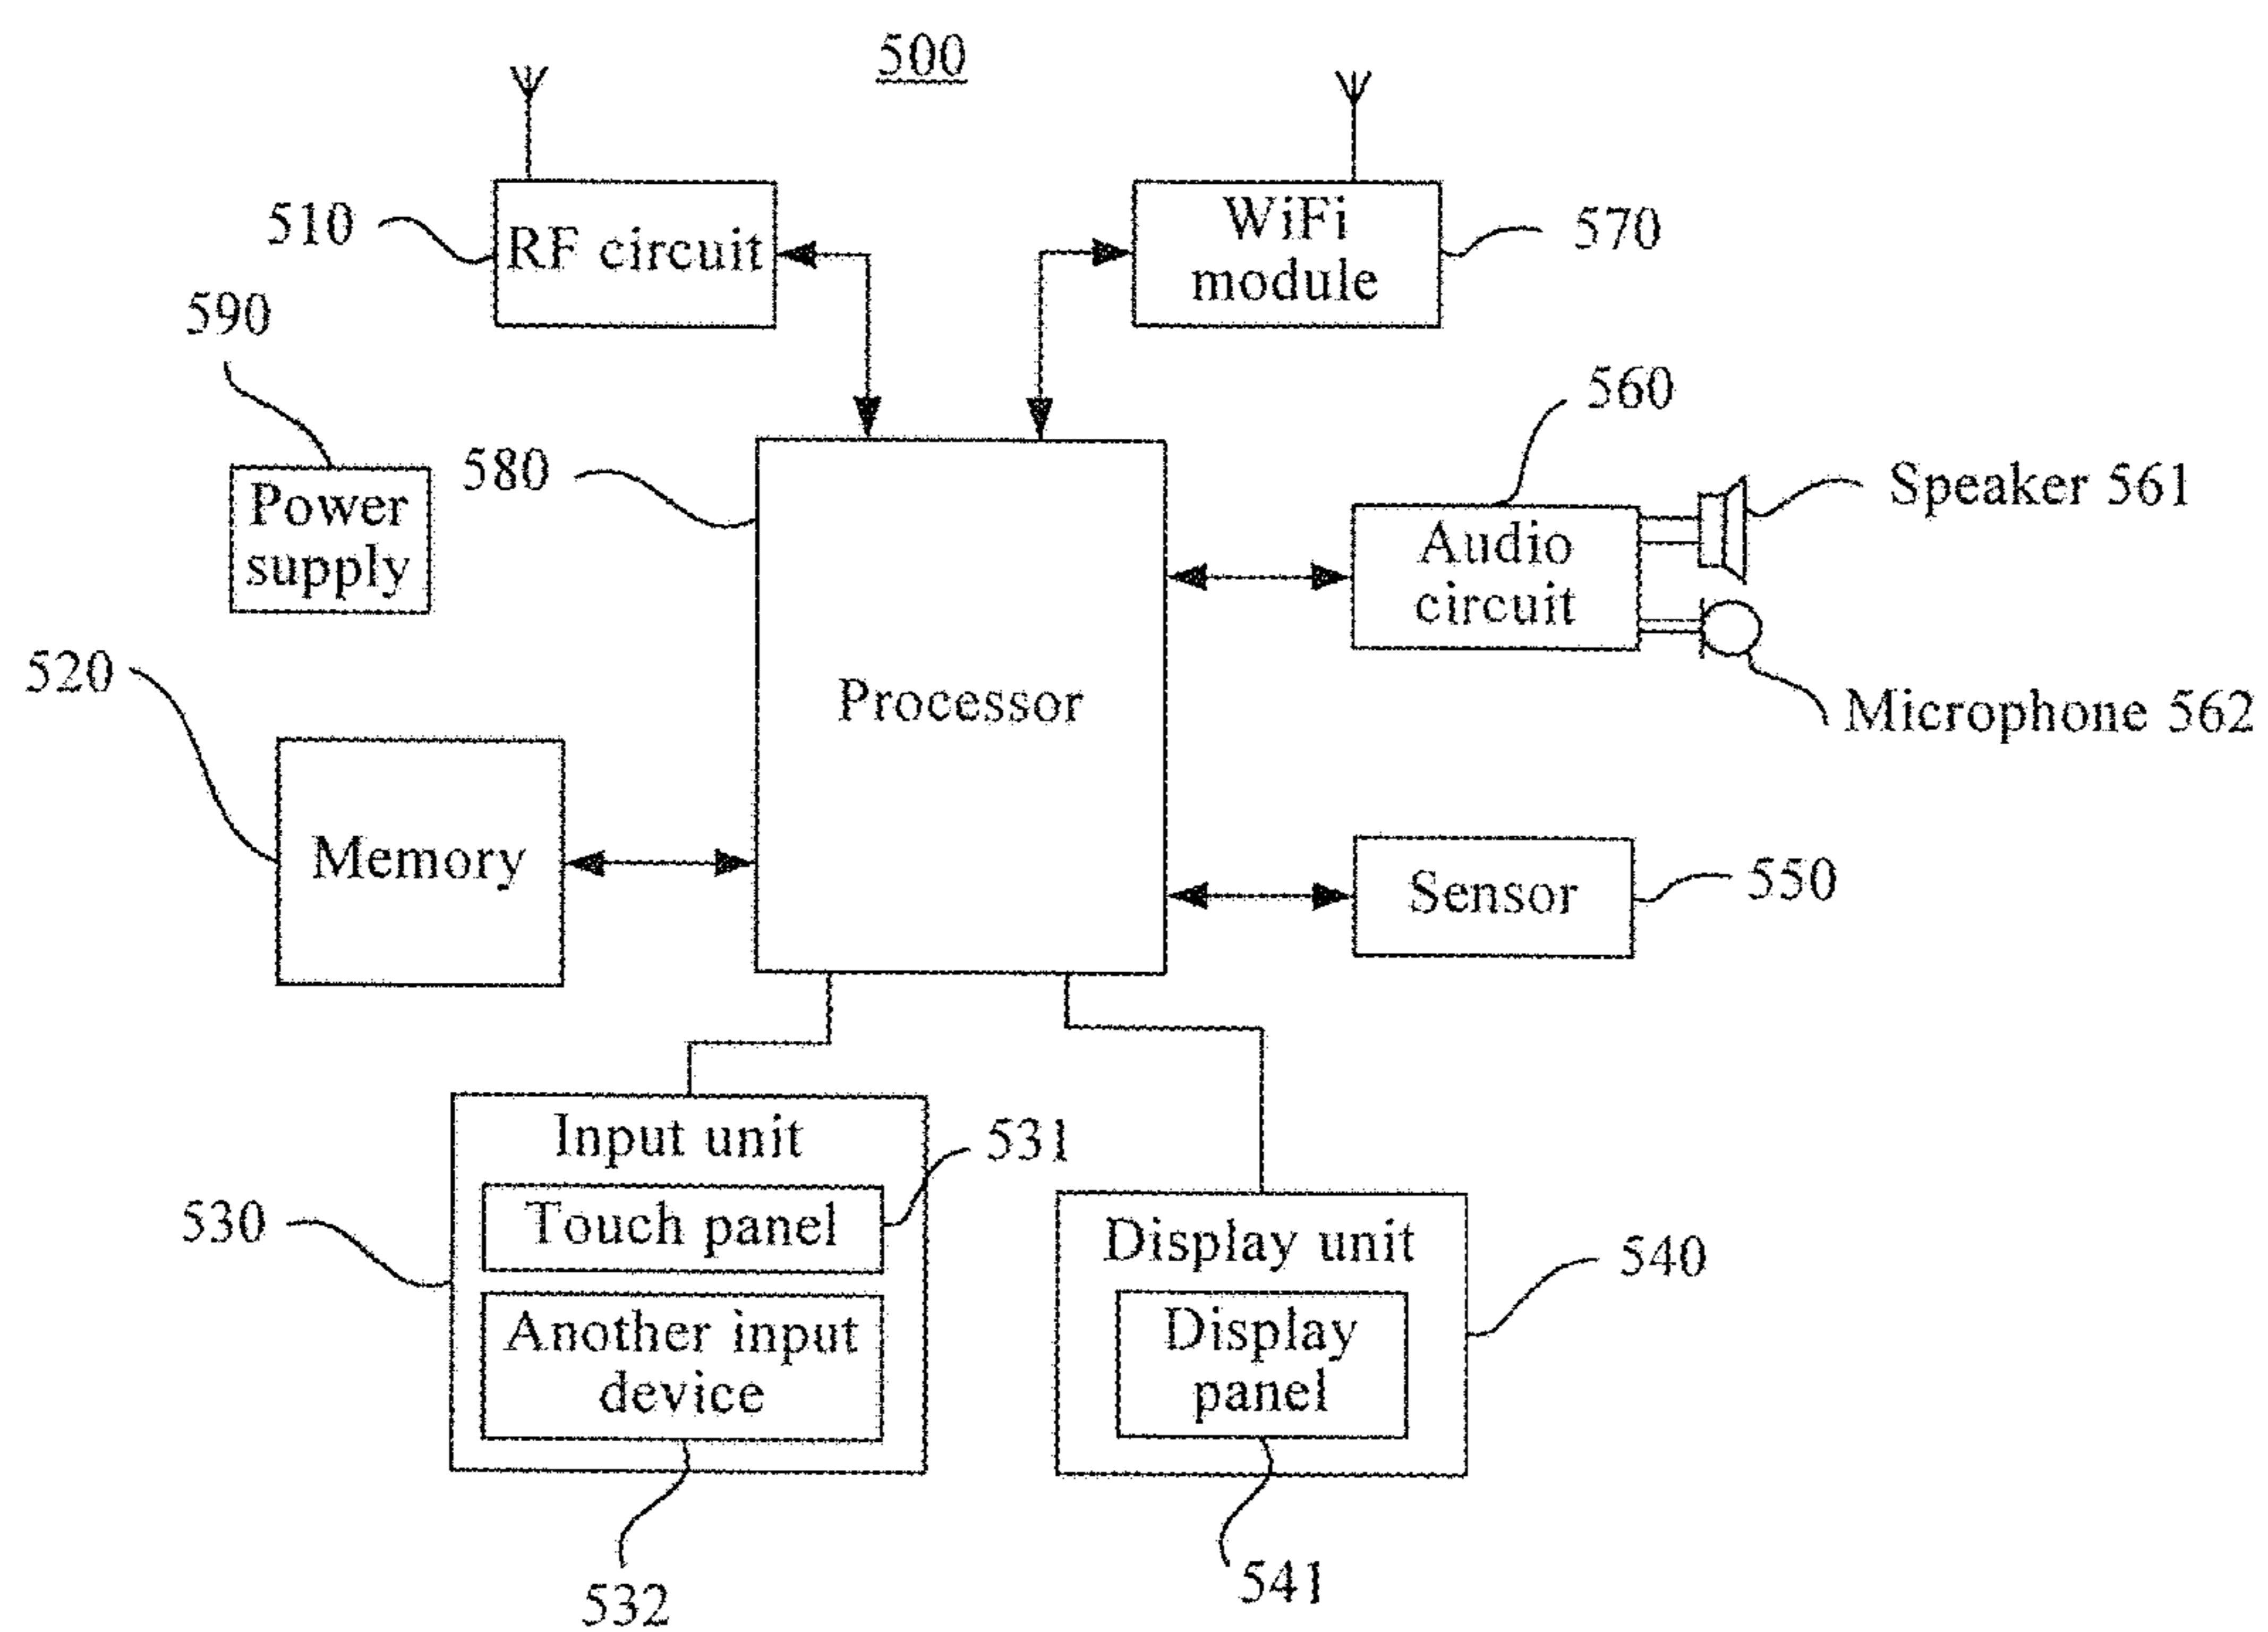 500
510
RF circuit
WiFi
module
570
590
580
560
Power
supply
Audio
circuit
Speaker 561
Microphone 562
520
Processor
Memory
Sensor
550
Input unit
531
530
Touch panel
Another input
device
532
Display unit
540
Display
panel
541